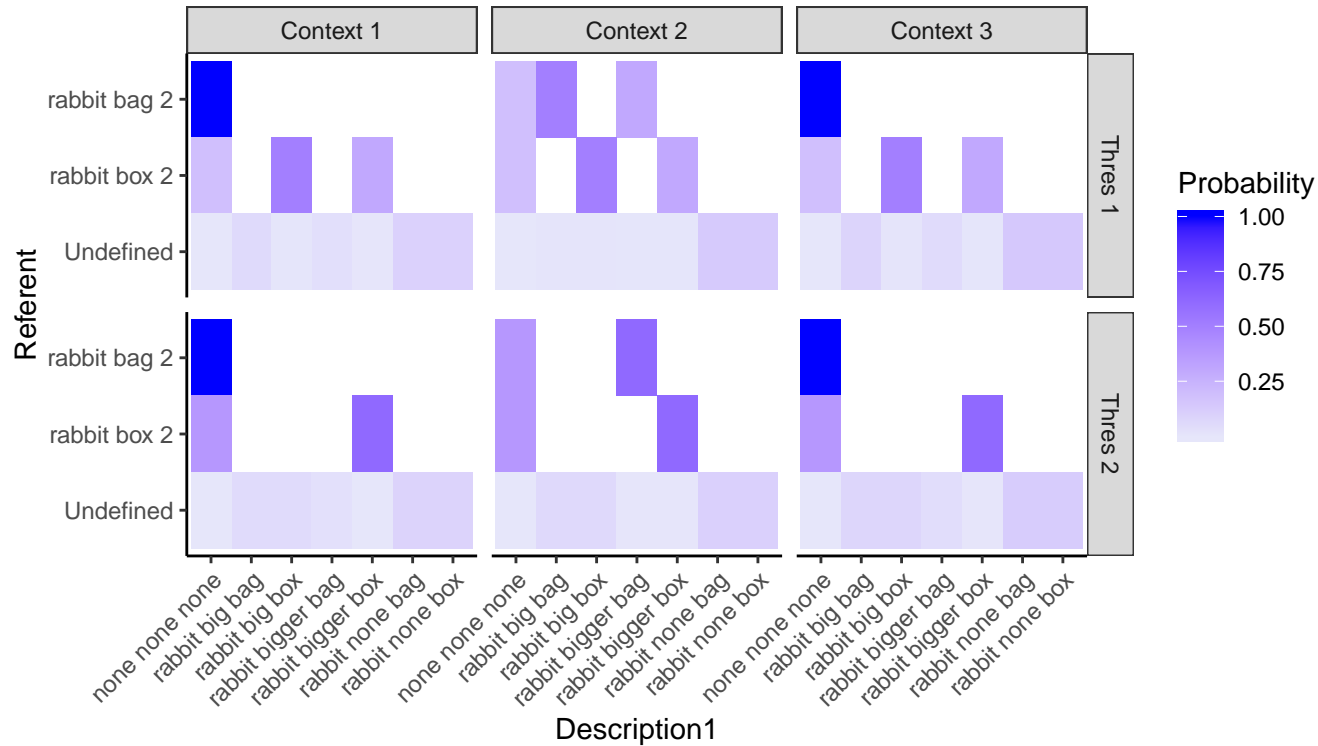 Context 1
Context 2
Context 3
Referent
rabbit bag 2
rabbit box 2
Undefined
Thres 1
rabbit bag 2
rabbit box 2
Undefined
Thres 2
none none none
rabbit big bag
rabbit big box
rabbit bigger bag
rabbit bigger box
rabbit none bag
rabbit none box
none none none
rabbit big bag
rabbit big box
rabbit bigger bag
rabbit bigger box
rabbit none bag
rabbit none box
none none none
rabbit big bag
rabbit big box
rabbit bigger bag
rabbit bigger box
rabbit none bag
rabbit none box
Description1
Probability
1.00
0.75
0.50
0.25